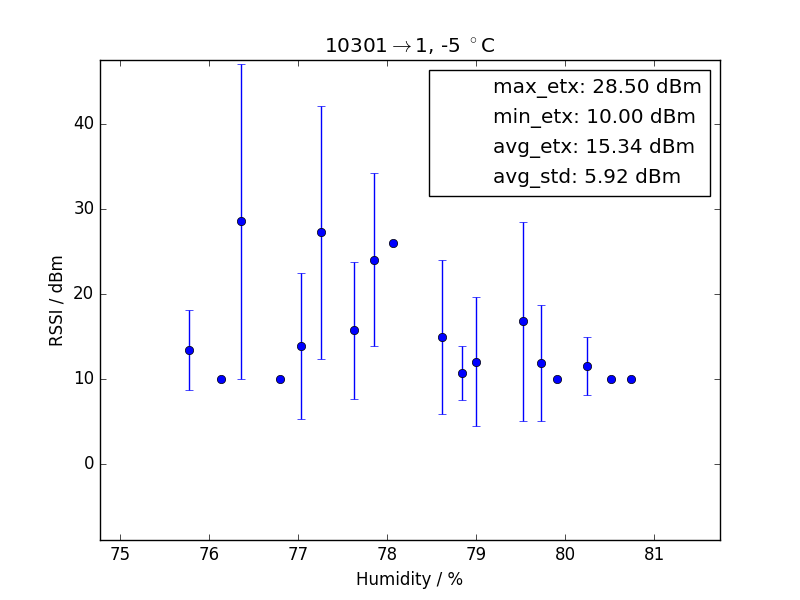 10301→1, -5 °C
max_etx: 28.50 dBm
min_etx: 10.00 dBm
avg_etx: 15.34 dBm
avg_std: 5.92 dBm
RSSI / dBm
40
30
20
10
0
75 76 77 78 79 80 81
Humidity / %